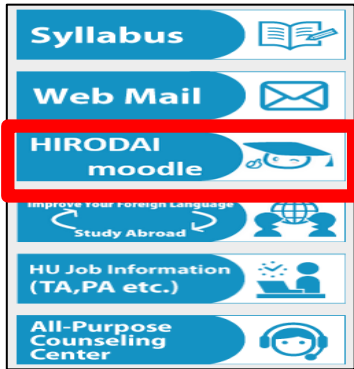 Syllabus
Web Mail
HIRODAI
moodle
Improve Your Foreign Language
Study Abroad
HU Job Information
(TA,PA etc.)
All-Purpose
Counseling
Center